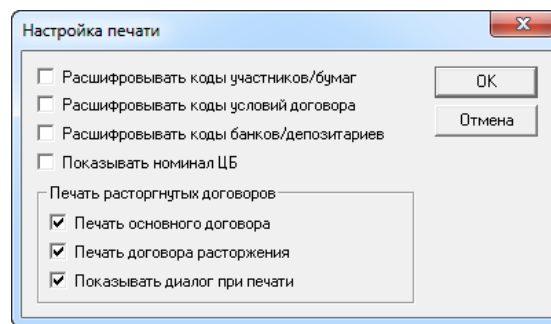 Настройка печати
Расшифровывать коды участников/бумаг
Расшифровывать коды условий договора
Расшифровывать коды банков/депозитариев
Показывать номинал ЦБ
Печать расторгнутых договоров
Печать основного договора
Печать договора расторжения
Показывать диалог при печати
OK
Отмена